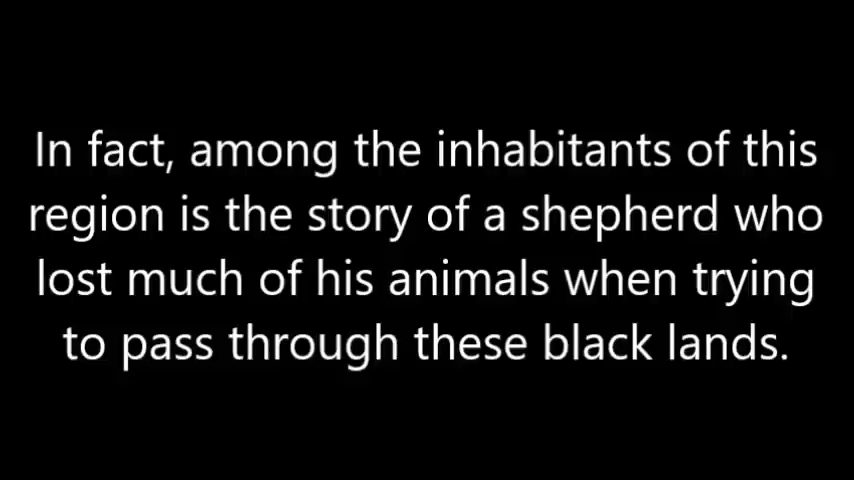 In fact, among the inhabitants of this
region is the story of a shepherd who
lost much of his animals when trying
to pass through these black lands.